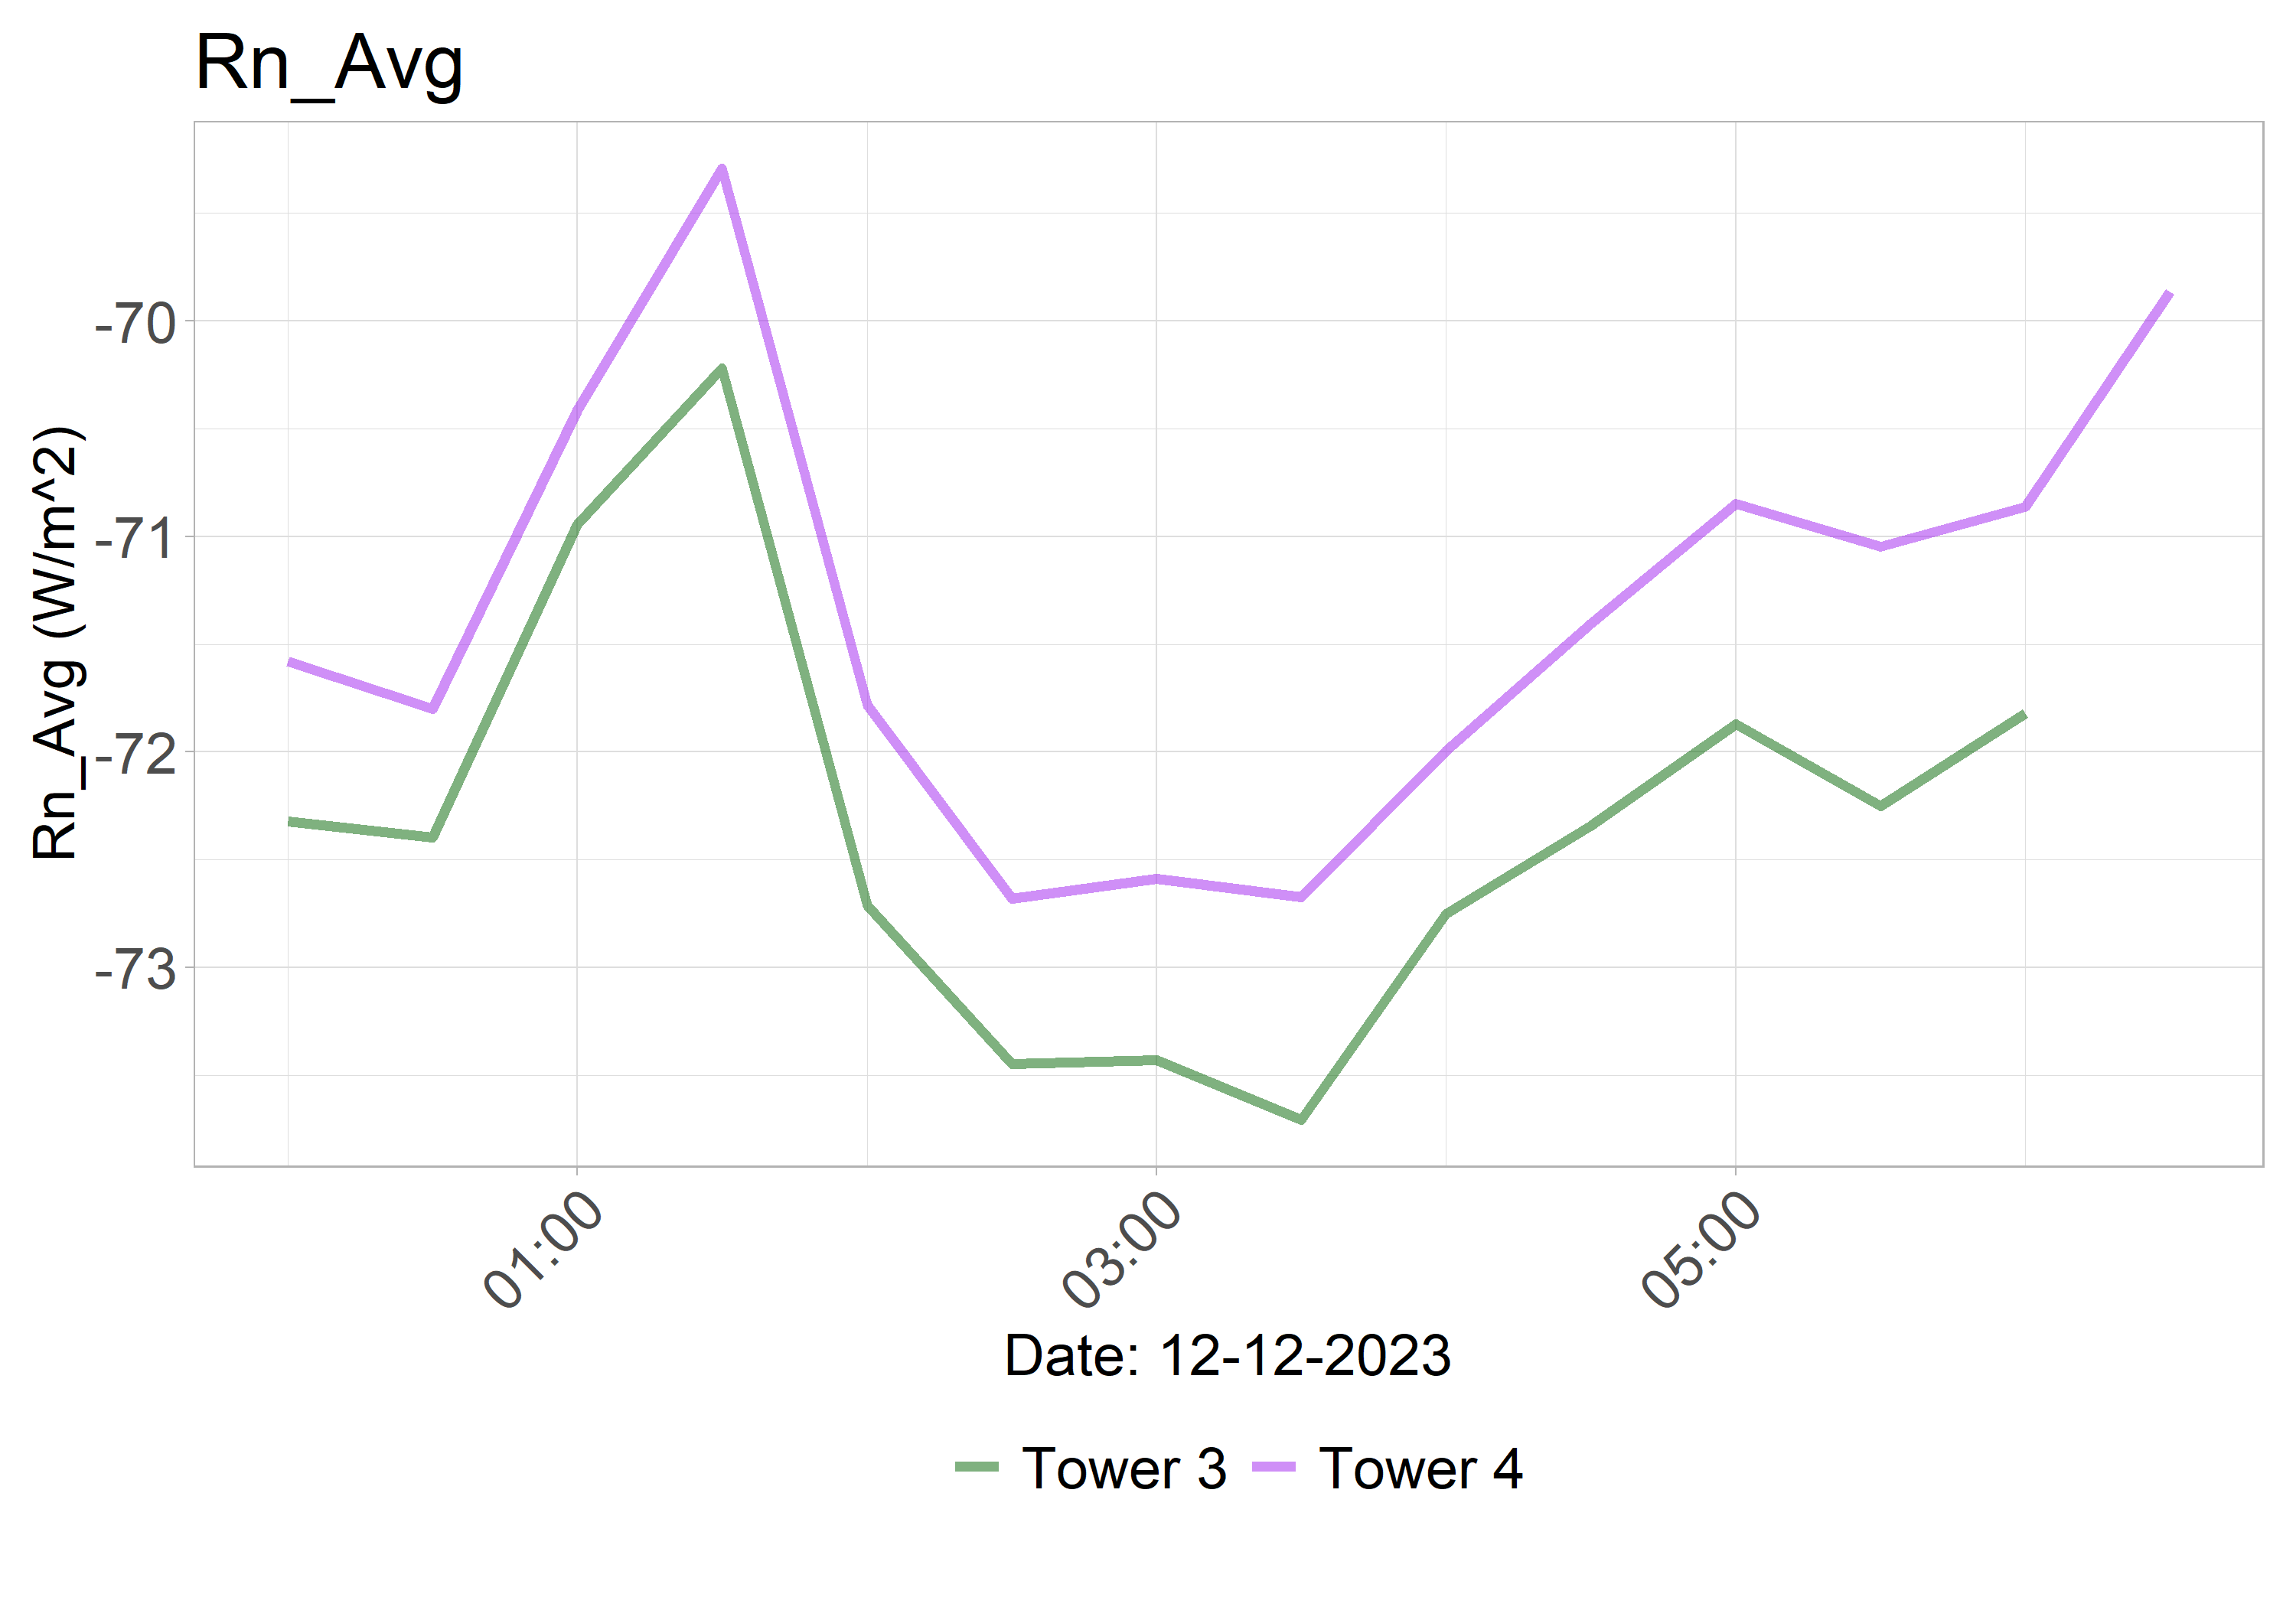 Rn_Avg
Rn_Avg (W/m^2)
-70
-71
-72
-73
01:00
03:00
05:00
Date: 12-12-2023
Tower 3
Tower 4